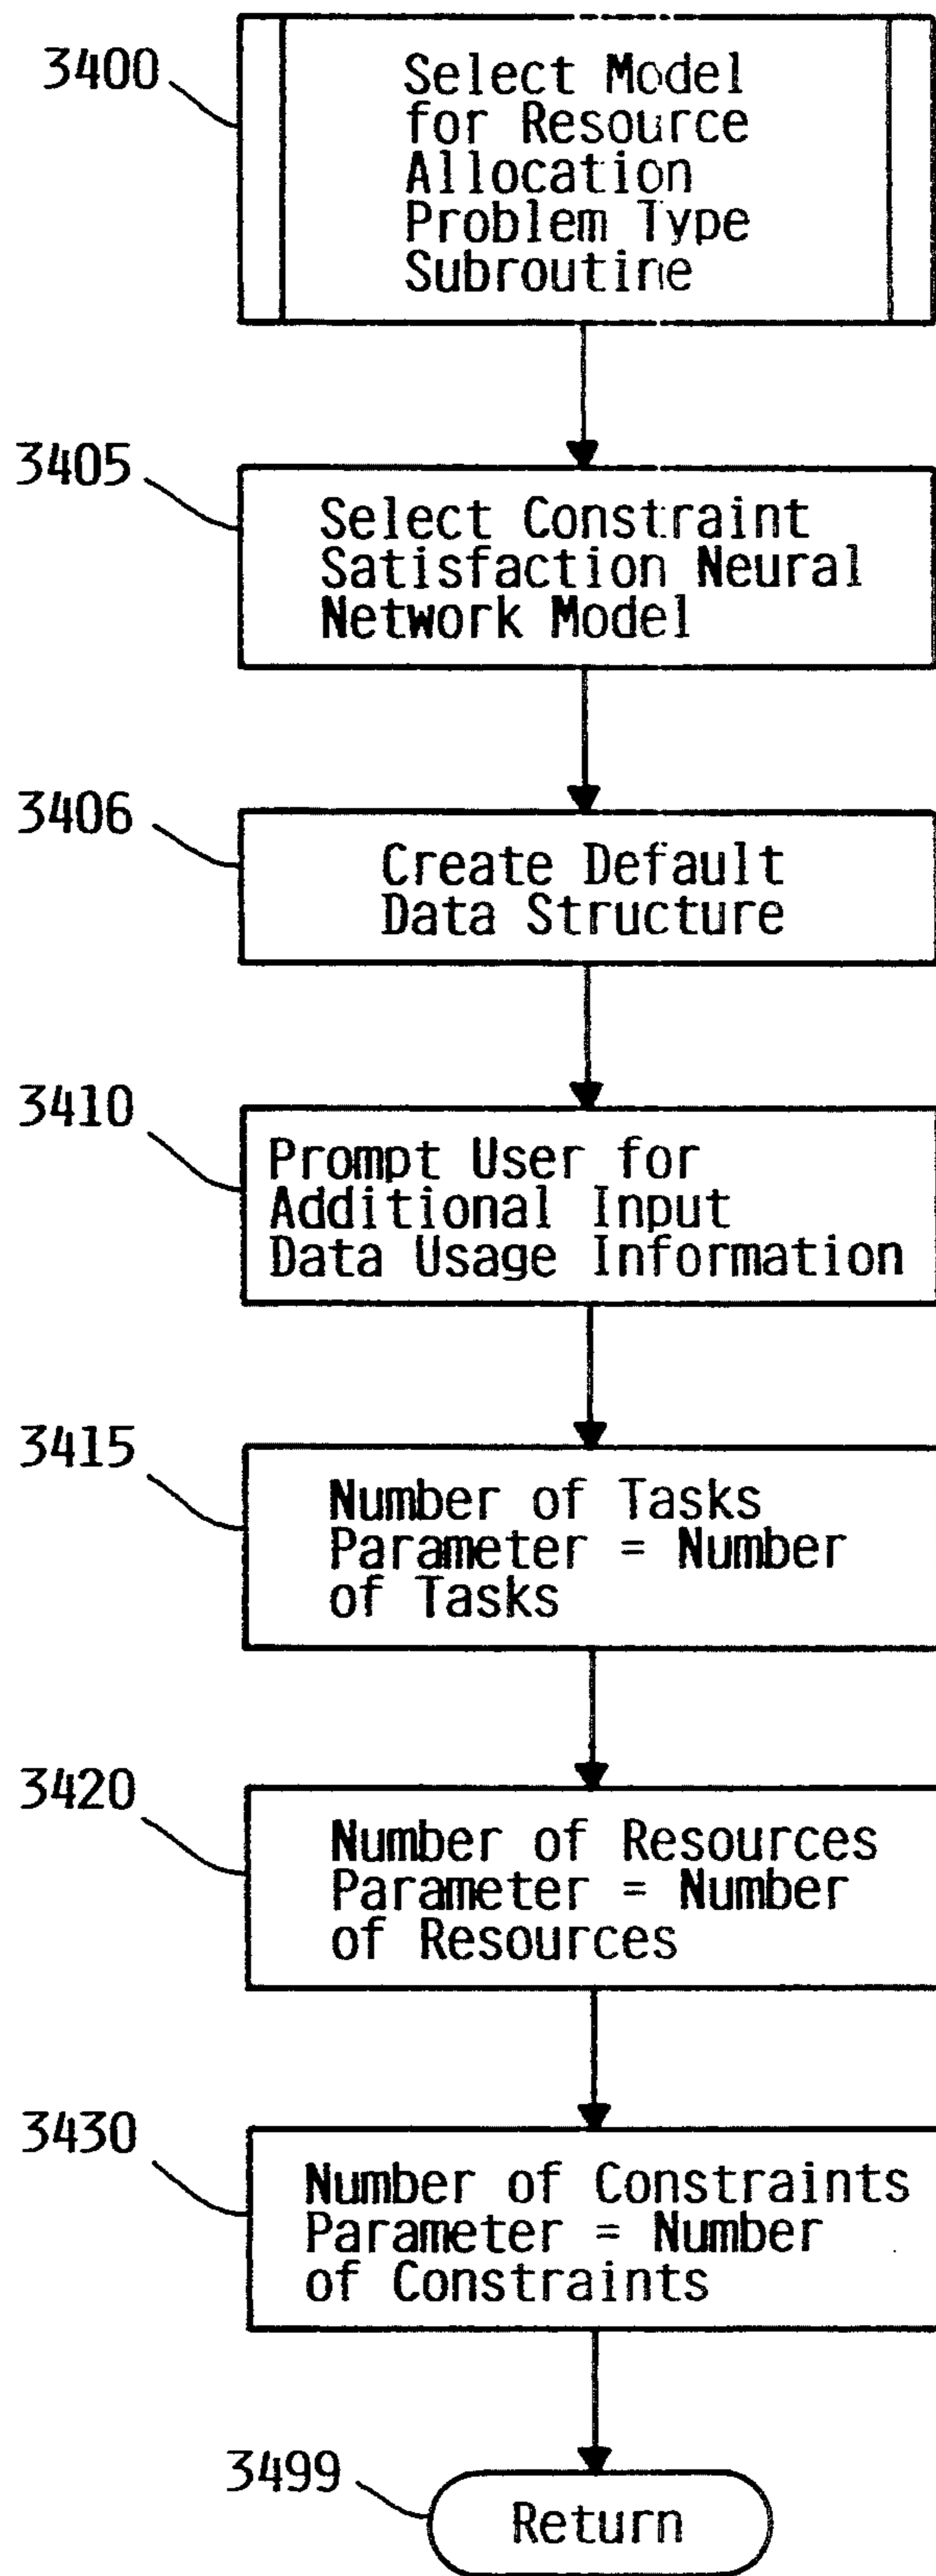 3400
Select Model
for Resource
Allocation
Problem Type
Subroutine
3405
Select Constraint
Satisfaction Neural
Network Model
3406
Create Default
Data Structure
3410
Prompt User for
Additional Input
Data Usage Information
3415
Number of Tasks
Parameter = Number
of Tasks
3420
Number of Resources
Parameter = Number
of Resources
3430
Number of Constraints
Parameter = Number
of Constraints
3499
Return